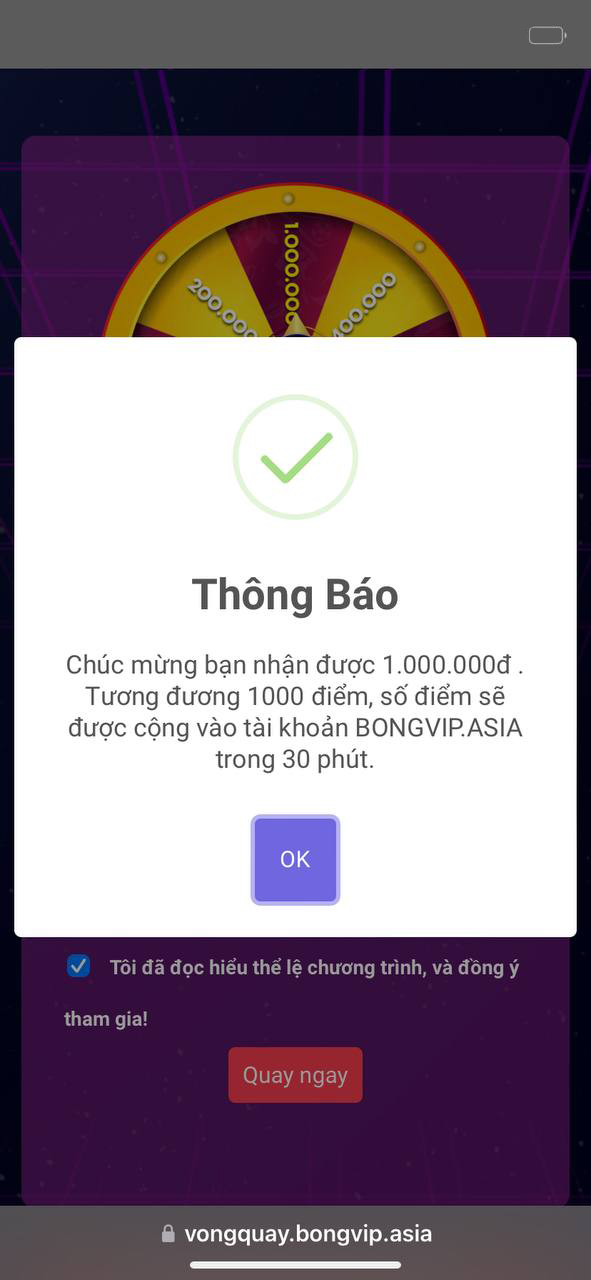 200.000
1.000.000
400.000
Thông Báo
Chúc mừng bạn nhận được 1.000.000đ .
Tương đương 1000 điểm, số điểm sẽ
được cộng vào tài khoản BONGVIP.ASIA
trong 30 phút.
OK
Tôi đã đọc hiểu thể lệ chương trình, và đồng ý
tham gia!
Quay ngay
vongquay.bongvip.asia